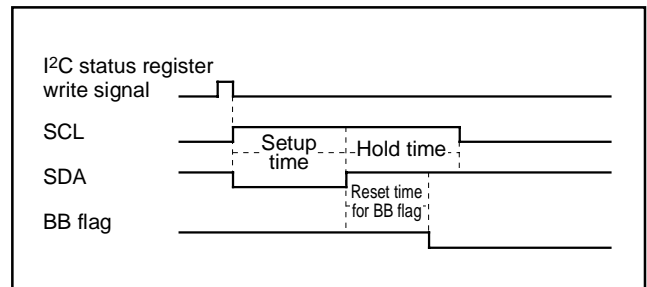 I2C status register
write signal
SCL
Setup
time
Hold time
SDA
Reset time
for BB flag
BB flag